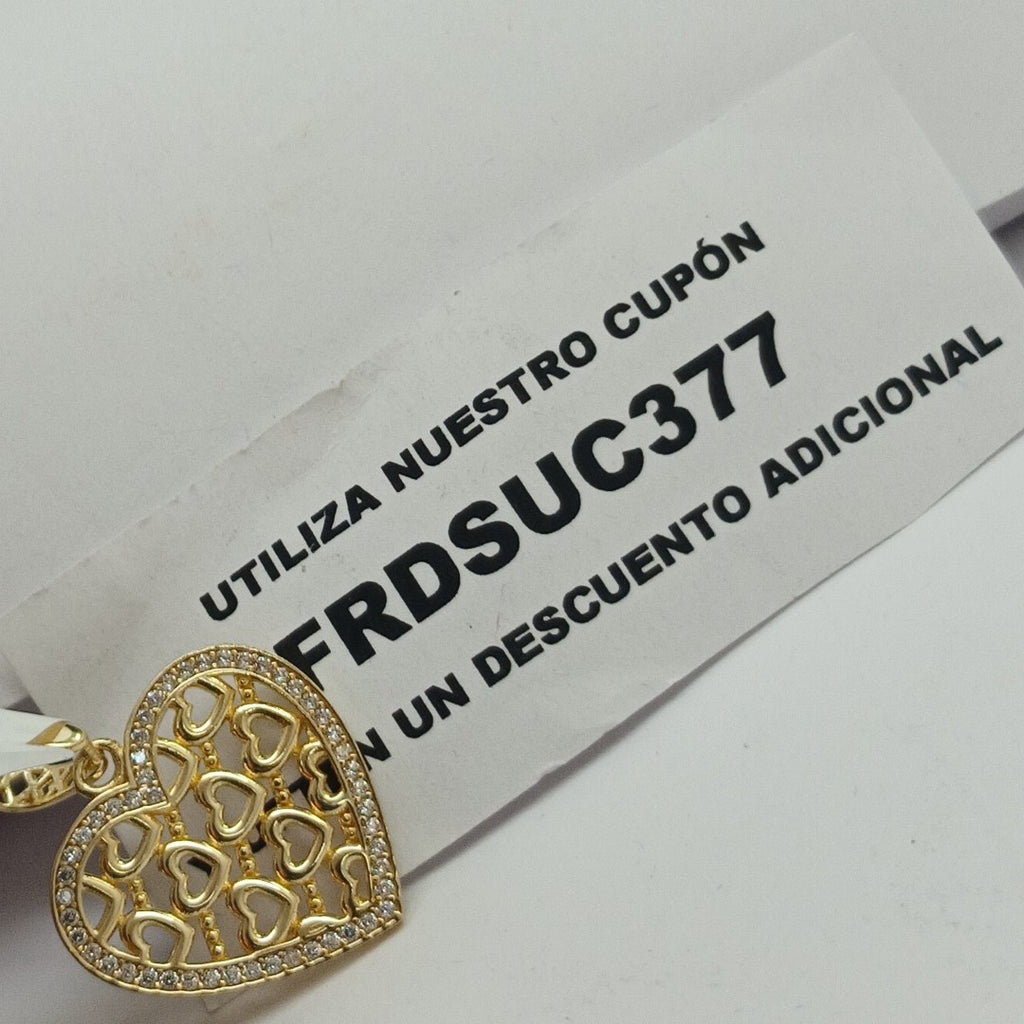 UTILIZA NUESTRO CUPÓN
FRDSUC377
UN DESCUENTO ADICIONAL